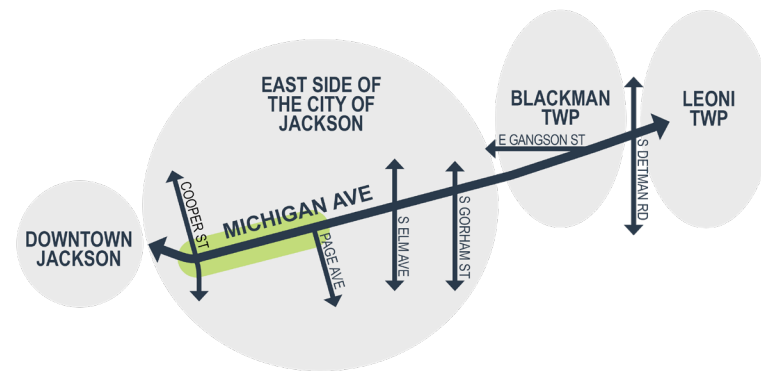 EAST SIDE OF
THE CITY OF
JACKSON
BLACKMAN
TWP
LEONI
TWP
E GANGSON ST
S DETMAN RD
COOPER ST
MICHIGAN AVE
S GORHAM ST
S ELM AVE
PAGE AVE
DOWNTOWN
JACKSON